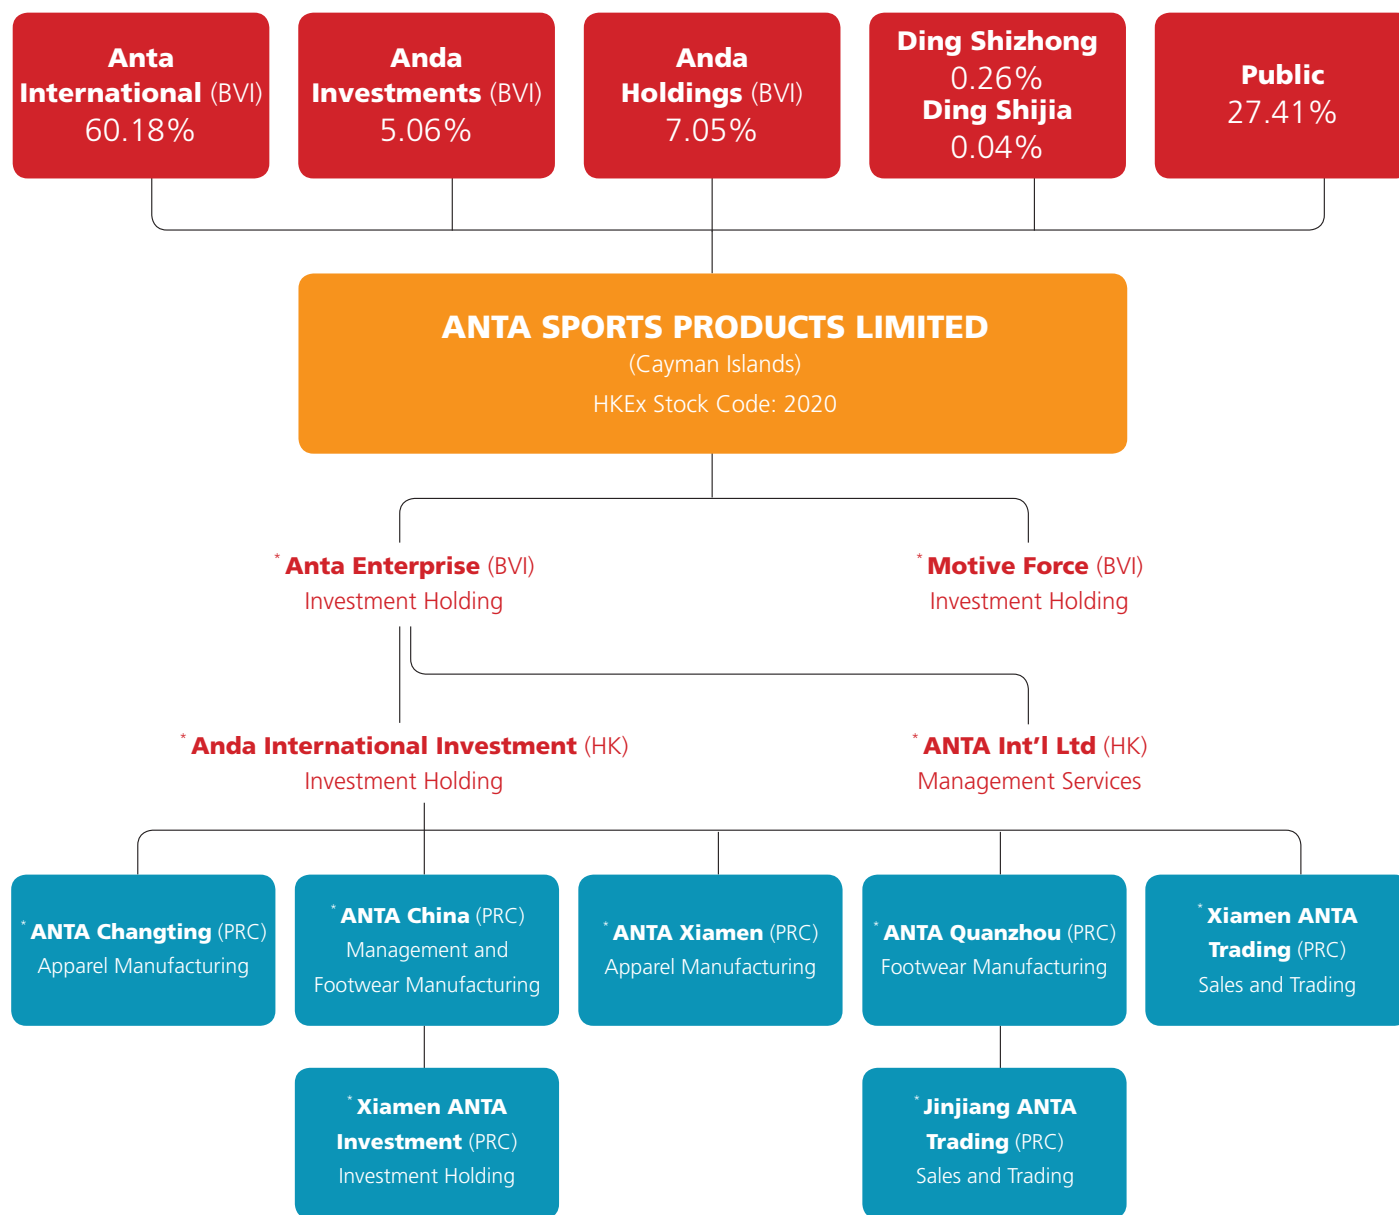 Anta
International (BVI)
60.18%
Anda
Investments (BVI)
5.06%
Anda
Holdings (BVI)
7.05%
Ding Shizhong
0.26%
Ding Shijia
0.04%
Public
27.41%
ANTA SPORTS PRODUCTS LIMITED
(Cayman Islands)
HKEx Stock Code: 2020
* Anta Enterprise (BVI)
Investment Holding
* Motive Force (BVI)
Investment Holding
* Anda International Investment (HK)
Investment Holding
* ANTA Int'l Ltd (HK)
Management Services
* ANTA Changting (PRC)
Apparel Manufacturing
* ANTA China (PRC)
Management and
Footwear Manufacturing
* ANTA Xiamen (PRC)
Apparel Manufacturing
* ANTA Quanzhou (PRC)
Footwear Manufacturing
* Xiamen ANTA
Trading (PRC)
Sales and Trading
* Xiamen ANTA
Investment (PRC)
Investment Holding
* Jinjiang ANTA
Trading (PRC)
Sales and Trading